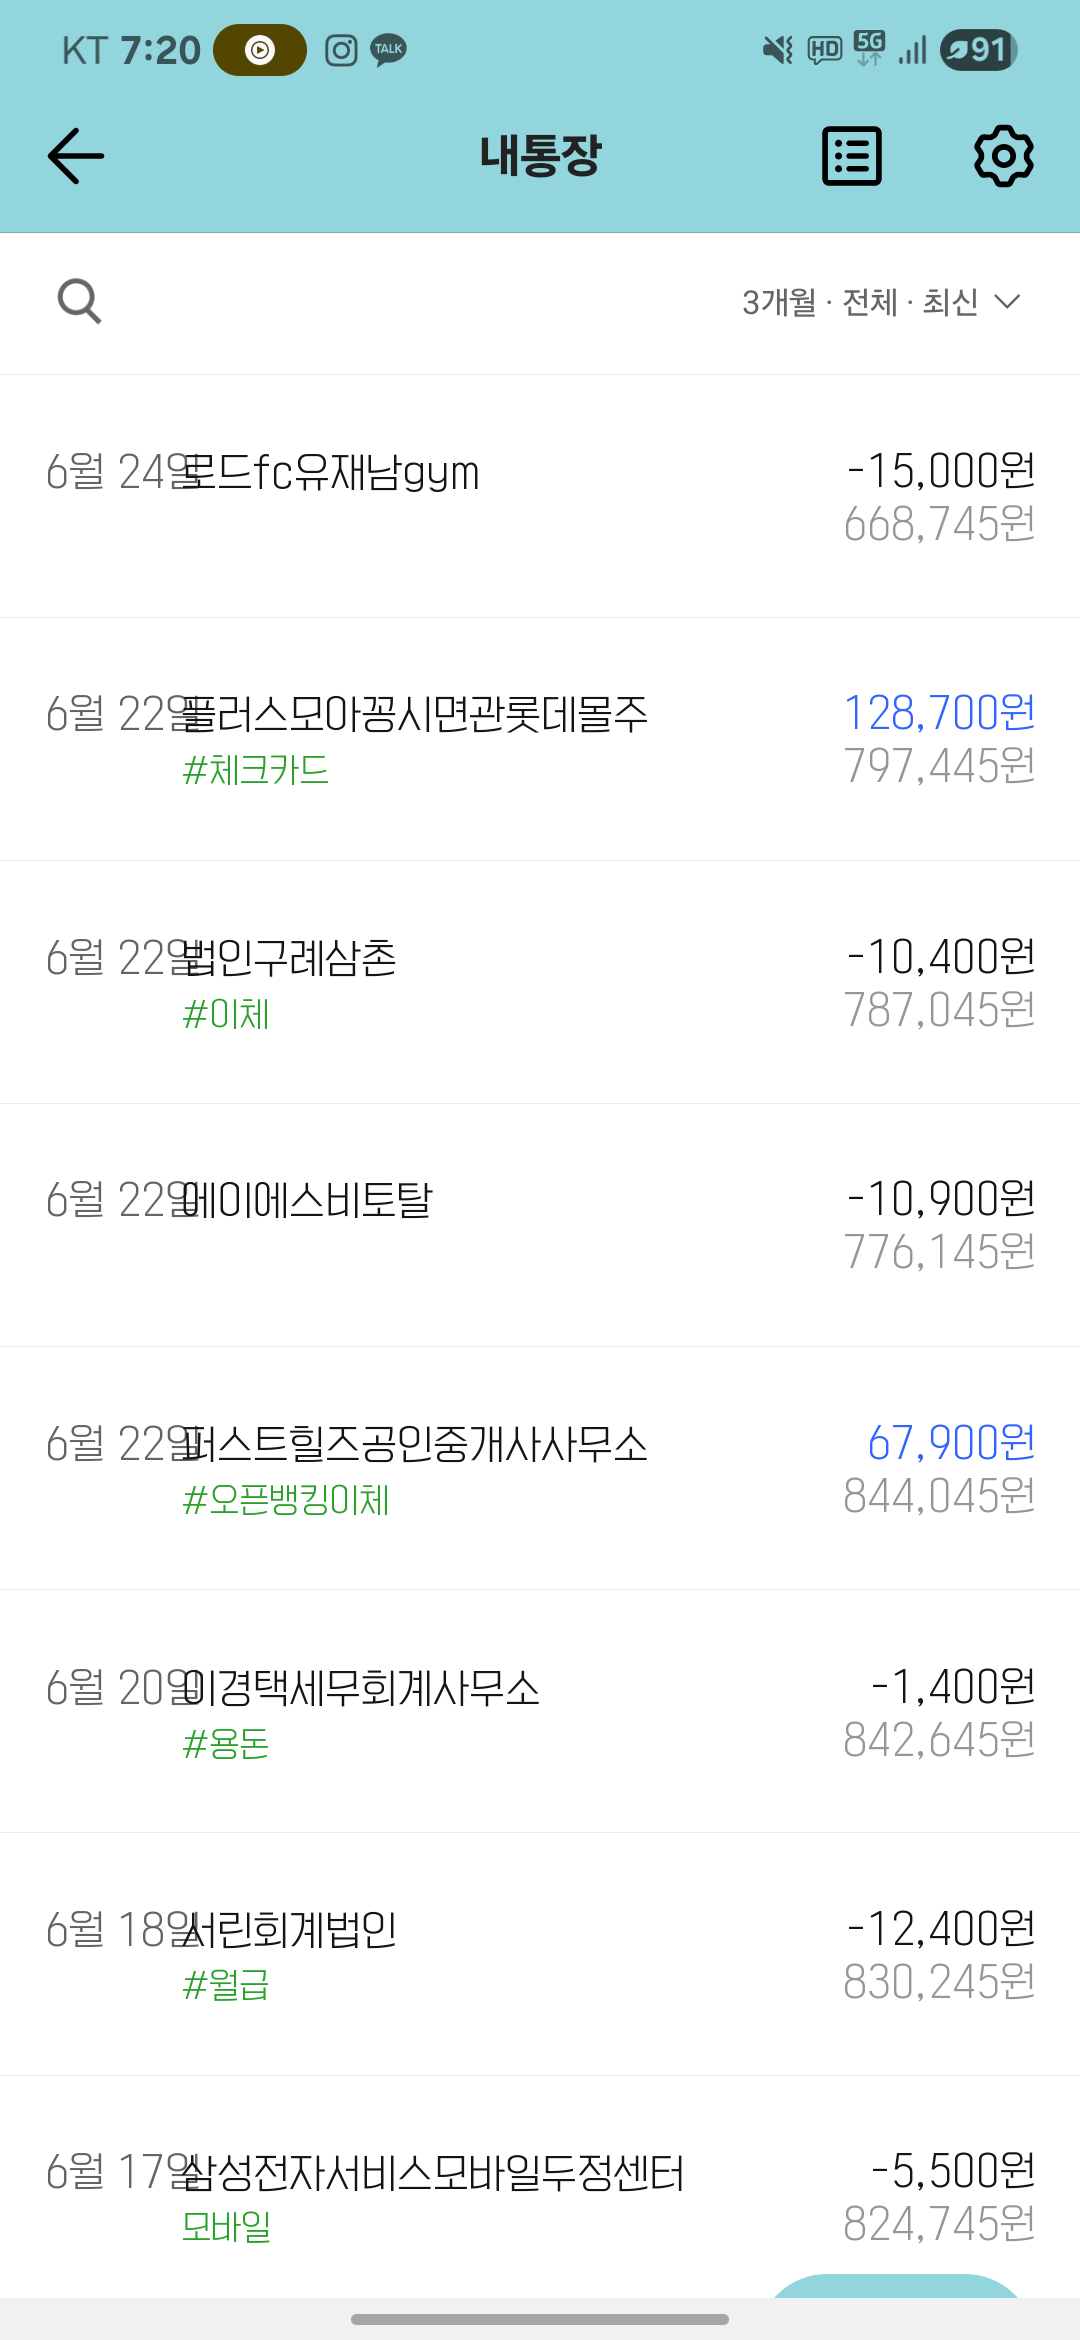 KT 7:20 TALK HD 5G 91
내통장
3개월 · 전체 · 최신
6월 24일 로드fc유재남gym -15,000원
668,745원
6월 22일 플러스모아꽁시면관롯데몰주 128,700원
#체크카드 797,445원
6월 22일 법인구례삼촌 -10,400원
#이체 787,045원
6월 22일 에이에스비토탈 -10,900원
776,145원
6월 22일 퍼스트힐즈공인중개사사무소 67,900원
#오픈뱅킹이체 844,045원
6월 20일 이경택세무회계사무소 -1,400원
#용돈 842,645원
6월 18일 서린회계법인 -12,400원
#월급 830,245원
6월 17일 삼성전자서비스모바일두정센터 -5,500원
모바일 824,745원